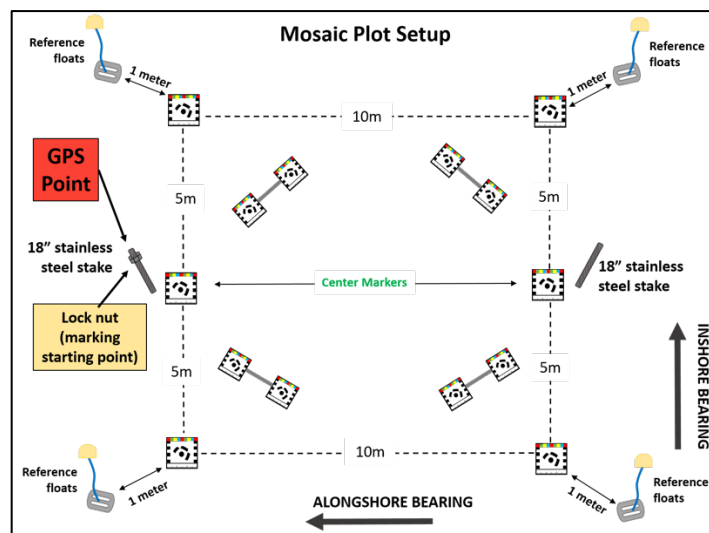 Mosaic Plot Setup
Reference
floats
1 meter
Reference
floats
1 meter
10m
GPS
Point
5m
5m
18” stainless
steel stake
Center Markers
18” stainless
steel stake
Lock nut
(marking
starting point)
5m
5m
INSHORE BEARING
10m
Reference
floats
1 meter
1 meter
Reference
floats
ALONGSHORE BEARING